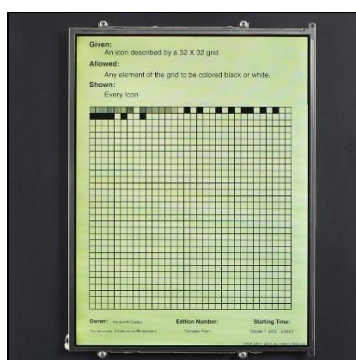 Given:
An icon described by a 32 X 32 grid.
Allowed:
Any element of the grid to be colored black or white.
Shown:
Every Icon
Owner:
Edition Number:
Starting Time: